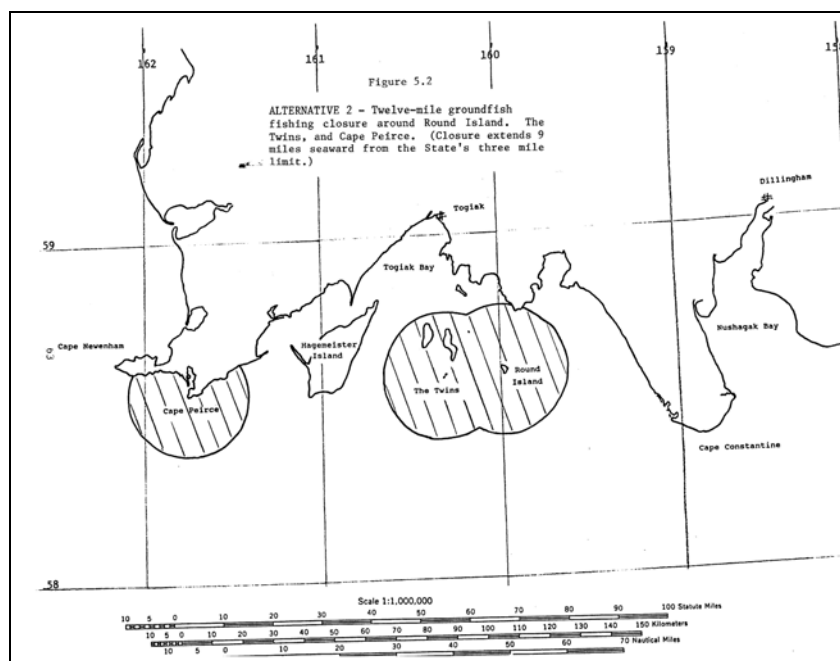 162
161
160
159
Figure 5.2
ALTERNATIVE 2 - Twelve-mile groundfish
fishing closure around Round Island. The
Twins, and Cape Peirce. (Closure extends 9
miles seaward from the State's three mile
limit.)
Dillingham
Togiak
59
Togiak Bay
Nushagak Bay
Cape Newenham
Hagemeister
Island
63
Round
Island
The Twins
Cape Peirce
Cape Constantine
58
Scale 1:1,000,000
10 5 0 10 20 30 40 50 60 70 80 90 100 Statute Miles
10 5 0 10 20 30 40 50 60 70 80 90 100 110 120 130 140 150 Kilometers
10 5 0 10 20 30 40 50 60 70 Nautical Miles